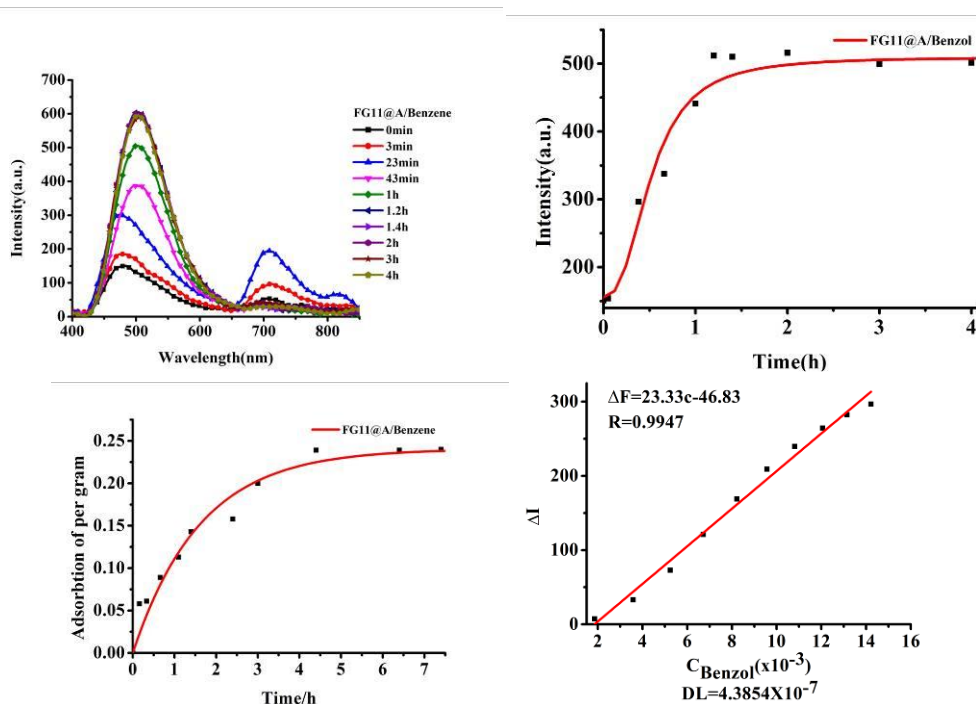 700
600
500
400
300
200
100
0
400 500 600 700 800
Intensity(a.u.)
Wavelength(nm)
FG11@A/Benzene
0min
3min
23min
43min
1h
1.2h
1.4h
2h
3h
4h
FG11@A/Benzol
500
400
300
200
0 1 2 3 4
Intensity(a.u.)
Time(h)
FG11@A/Benzene
0.25
0.20
0.15
0.10
0.05
0.00
0 1 2 3 4 5 6 7
Adsorbtion of per gram
Time/h
ΔF=23.33c-46.83
R=0.9947
300
200
100
0
ΔI
2 4 6 8 10 12 14 16
C_Benzol(x10^-3)
DL=4.3854X10^-7